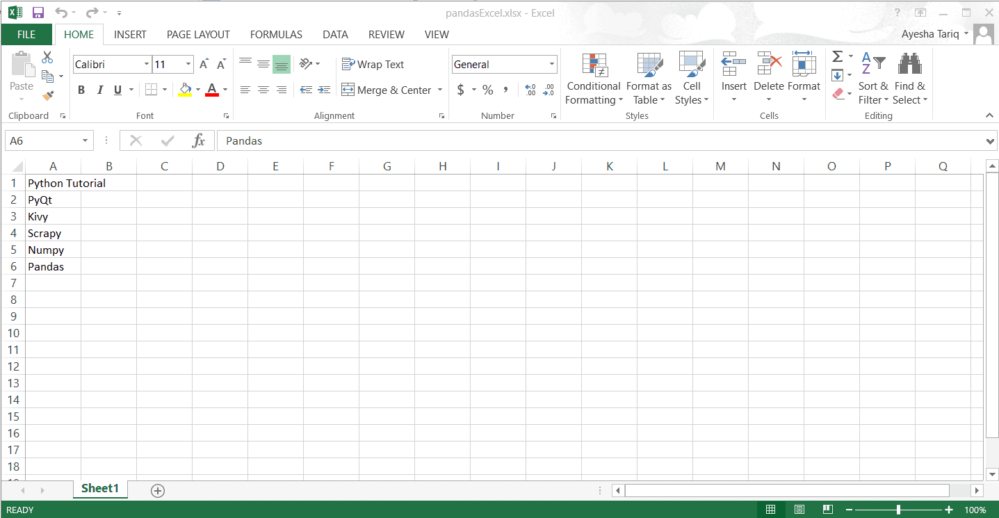 pandasExcel.xlsx - Excel
FILE HOME INSERT PAGE LAYOUT FORMULAS DATA REVIEW VIEW Ayesha Tariq
Paste
Clipboard
Calibri 11
B I U
Font
Wrap Text
Merge & Center
Alignment
General
$ % ,
Number
Conditional Formatting
Format as Table
Cell Styles
Styles
Insert Delete Format
Cells
Sort & Filter
Find & Select
Editing
A6 fx Pandas
A B C D E F G H I J K L M N O P Q
1 Python Tutorial
2 PyQt
3 Kivy
4 Scrapy
5 Numpy
6 Pandas
7
8
9
10
11
12
13
14
15
16
17
18
Sheet1
READY 100%